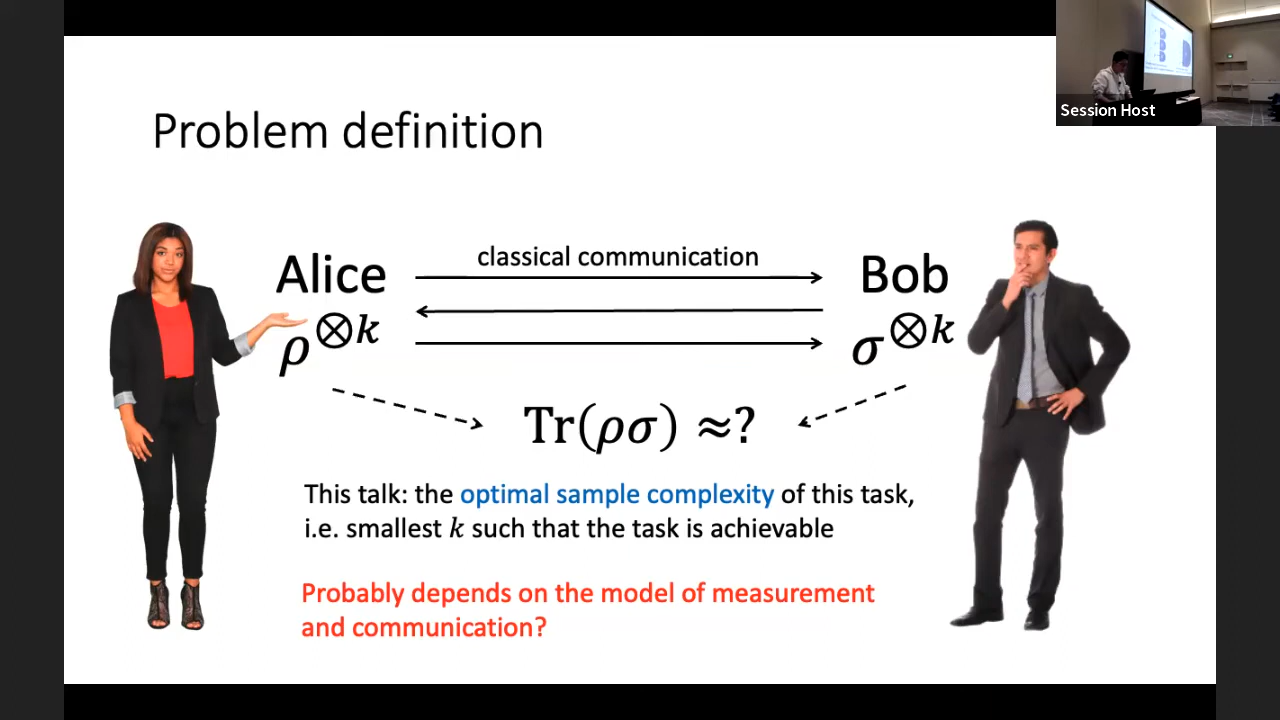 Session Host
Problem definition
classical communication
Alice
Bob
ρ^{⊗k}
σ^{⊗k}
Tr(ρσ) ≈?
This talk: the optimal sample complexity of this task,
i.e. smallest k such that the task is achievable
Probably depends on the model of measurement
and communication?